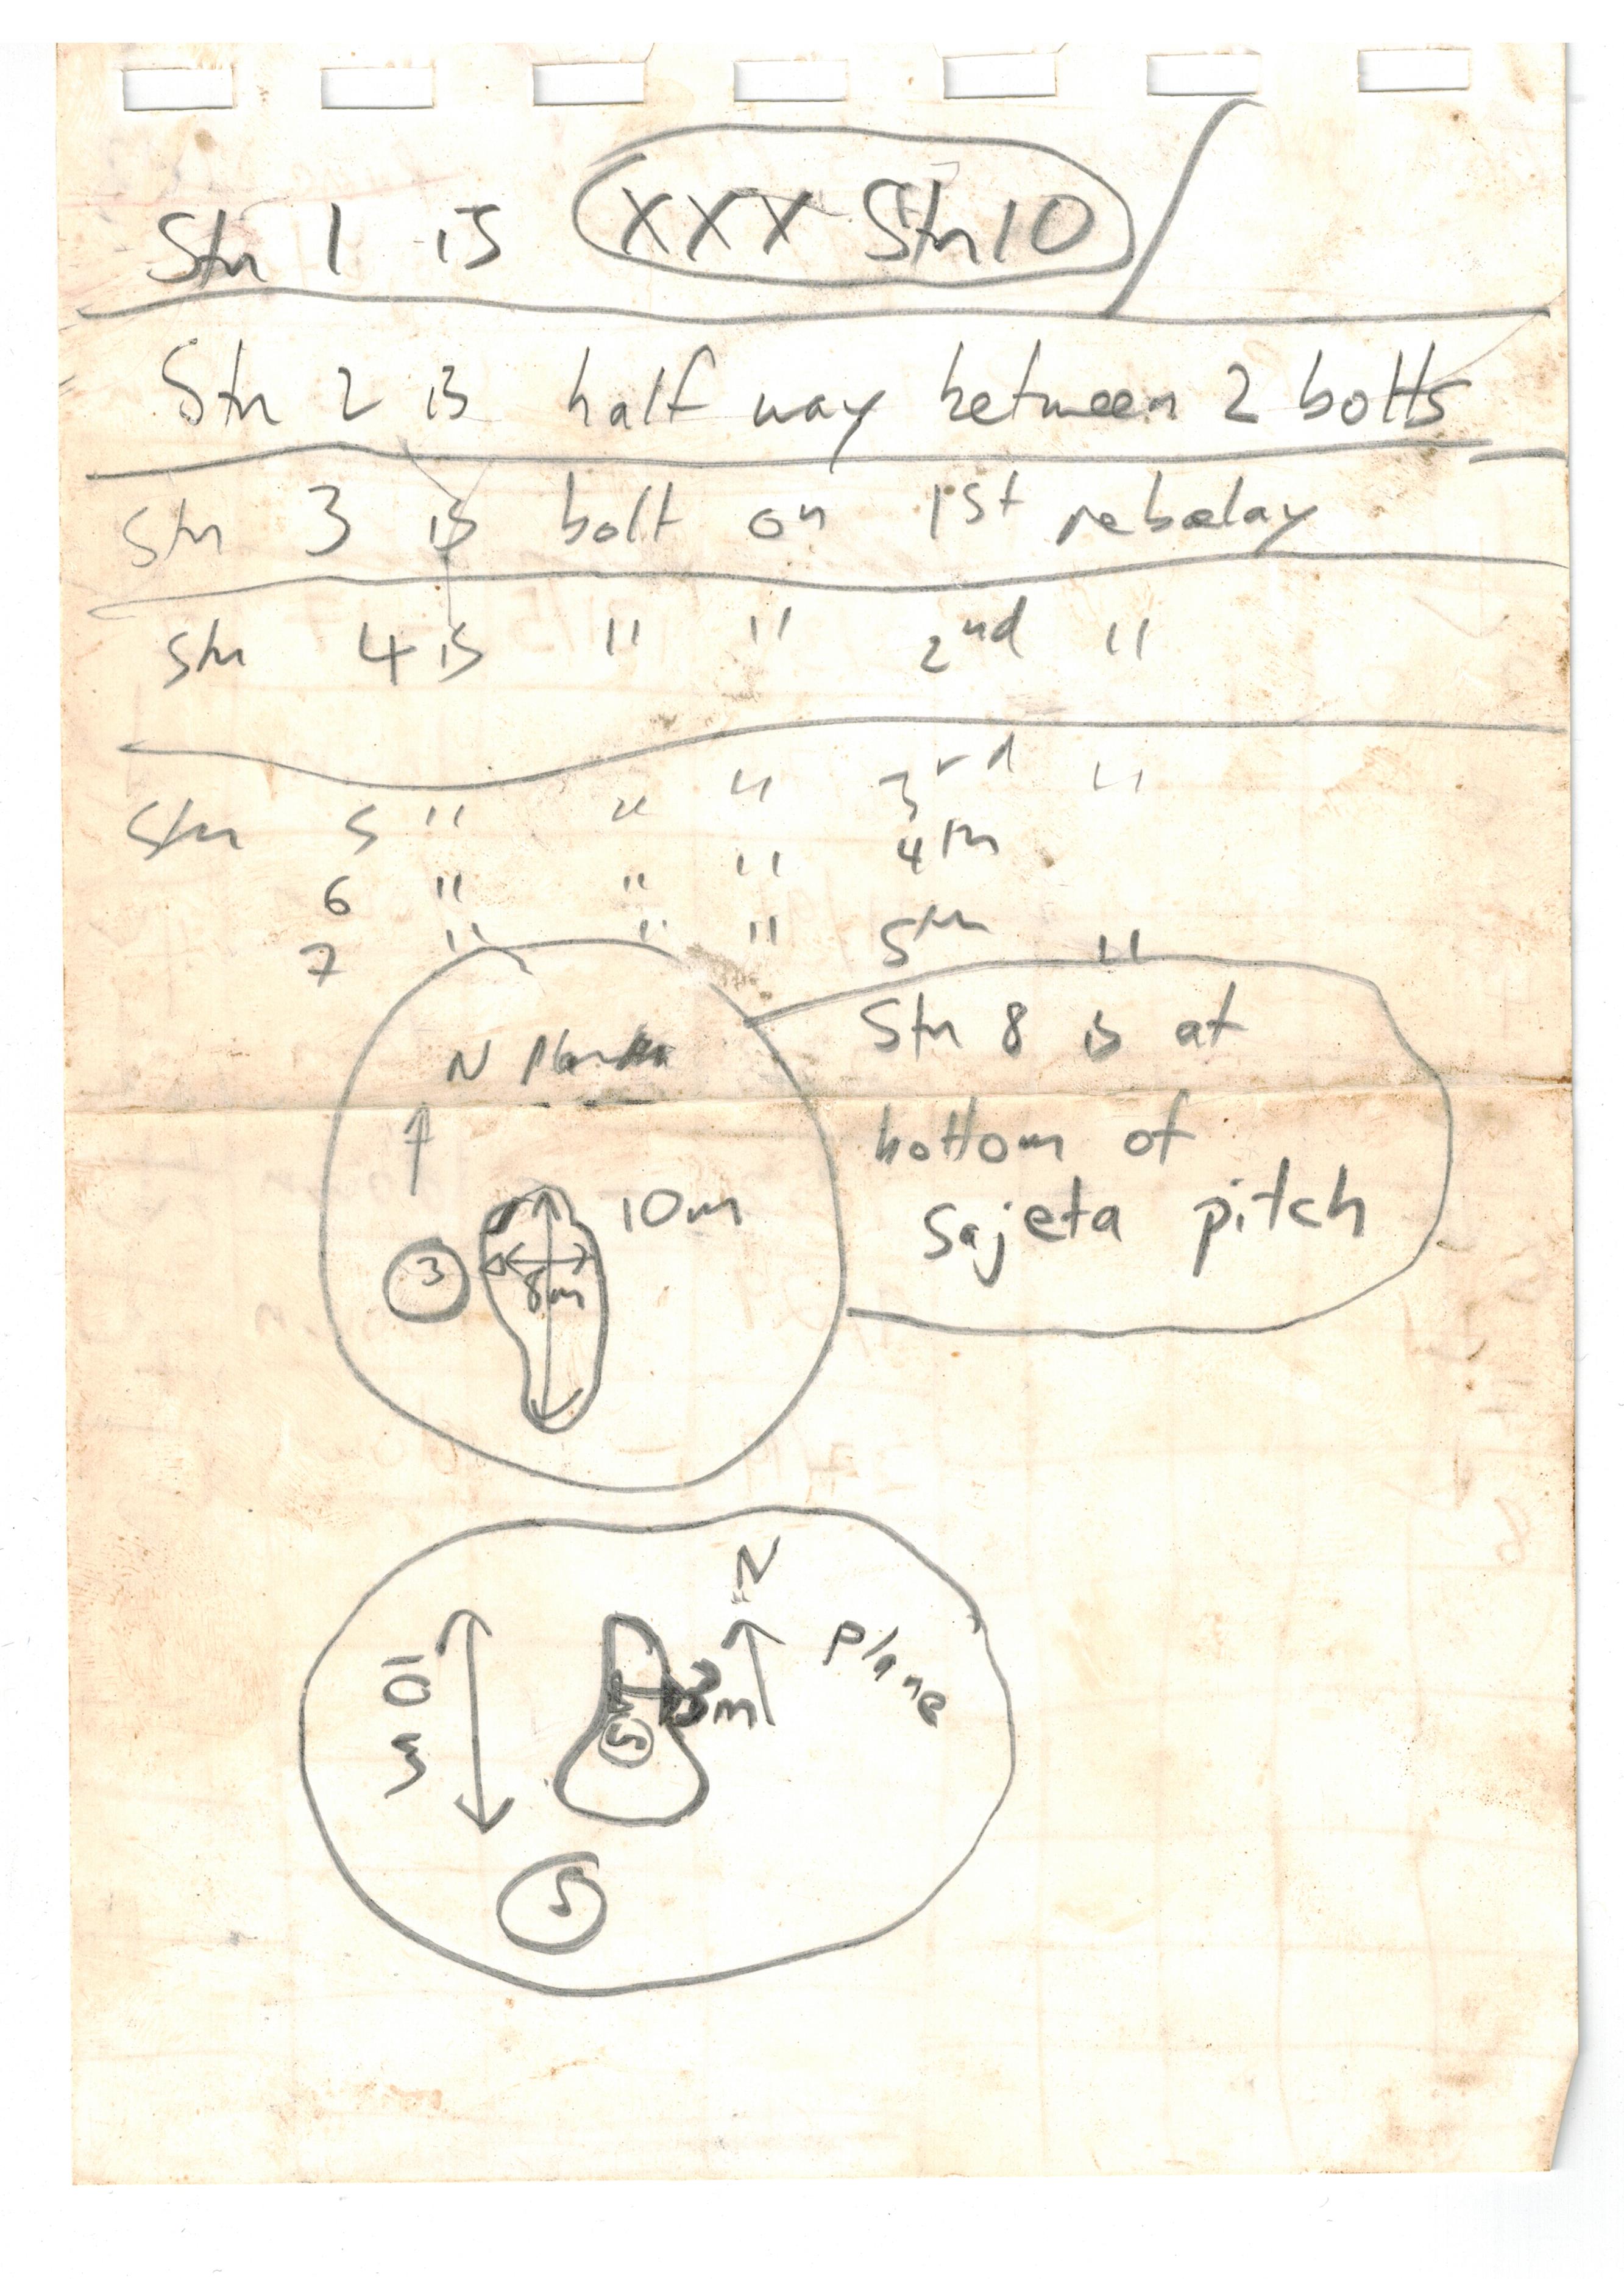 Stn 1 is XXX Stn 10
Stn 2 is half way between 2 bolts
Stn 3 is bolt on 1st rebelay
Stn 4 is " " 2nd "
Stn 5 " " " 3rd "
6 " " " 4th
7 " " " 5th "
Stn 8 is at
bottom of
Sajeta pitch
N
10m
3
8m
N
Plane
10m
3m
5
5